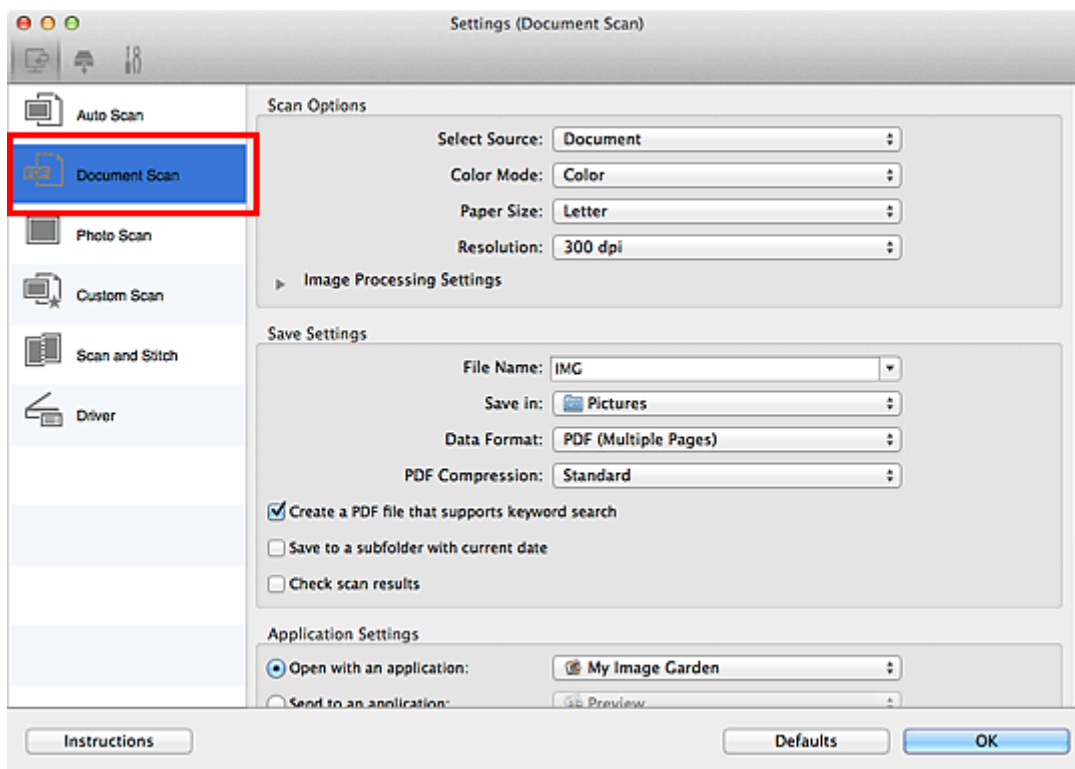 Settings (Document Scan)
Auto Scan
PDF
Document Scan
Photo Scan
Custom Scan
Scan and Stitch
Driver
Scan Options
Select Source: Document
Color Mode: Color
Paper Size: Letter
Resolution: 300 dpi
Image Processing Settings
Save Settings
File Name: IMG
Save in: Pictures
Data Format: PDF (Multiple Pages)
PDF Compression: Standard
Create a PDF file that supports keyword search
Save to a subfolder with current date
Check scan results
Application Settings
Open with an application: My Image Garden
Send to an application: Preview
Instructions Defaults OK